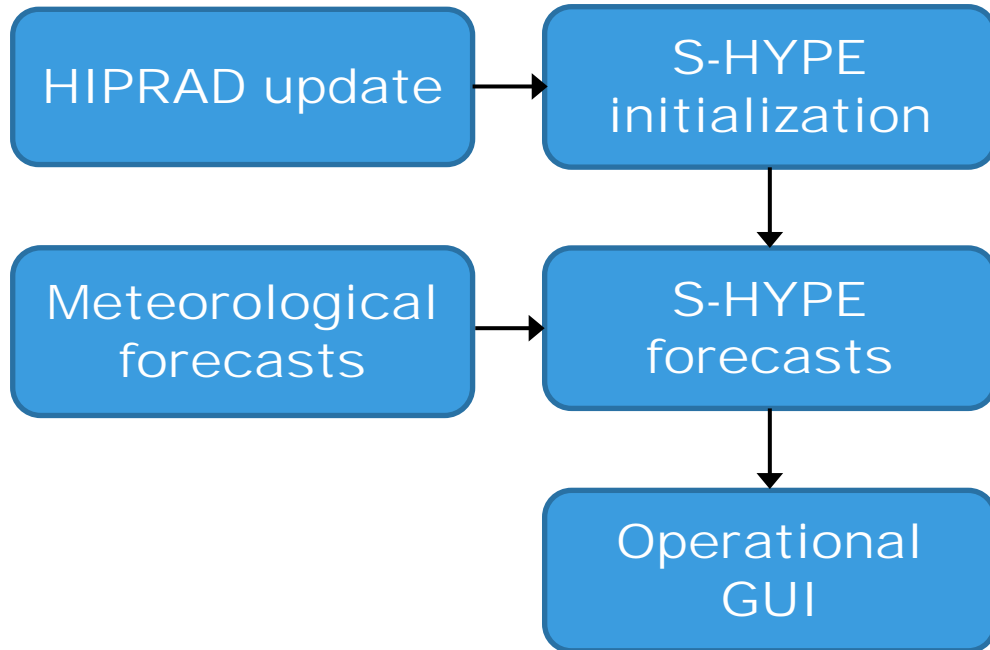 HIPRAD update
S-HYPE
initialization
Meteorological
forecasts
S-HYPE
forecasts
Operational
GUI